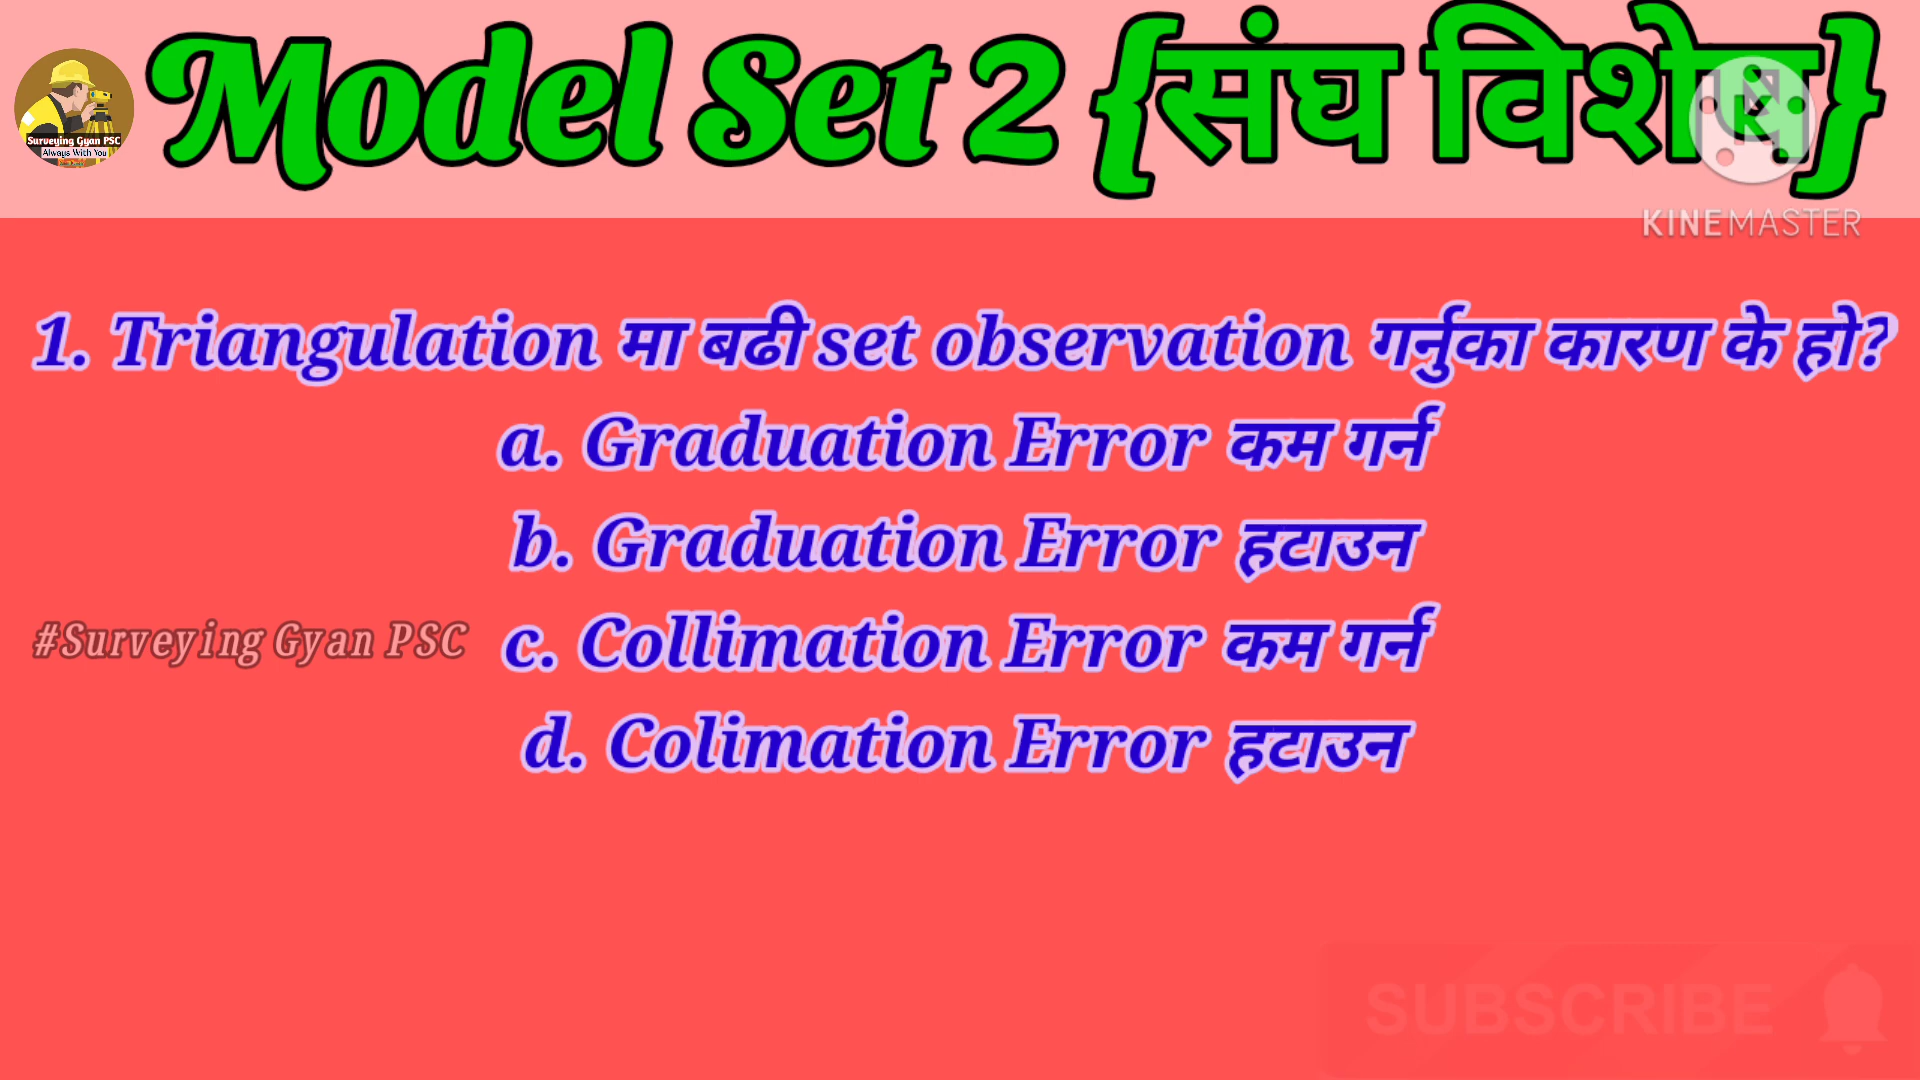 Model Set 2 {संघ विशेष}
Surveying Gyan PSC
Always With You
KINEMASTER
1. Triangulation मा बढी set observation गर्नुका कारण के हो?
a. Graduation Error कम गर्न
b. Graduation Error हटाउन
#Surveying Gyan PSC
c. Collimation Error कम गर्न
d. Colimation Error हटाउन
SUBSCRIBE